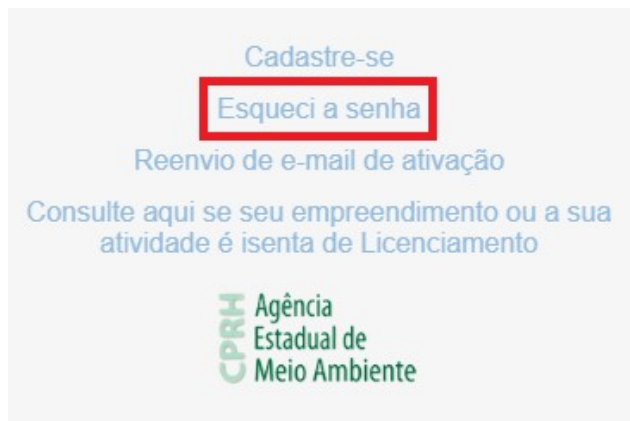 Cadastre-se
Esqueci a senha
Reenvio de e-mail de ativação
Consulte aqui se seu empreendimento ou a sua
atividade é isenta de Licenciamento
CPRH
Agência
Estadual de
Meio Ambiente